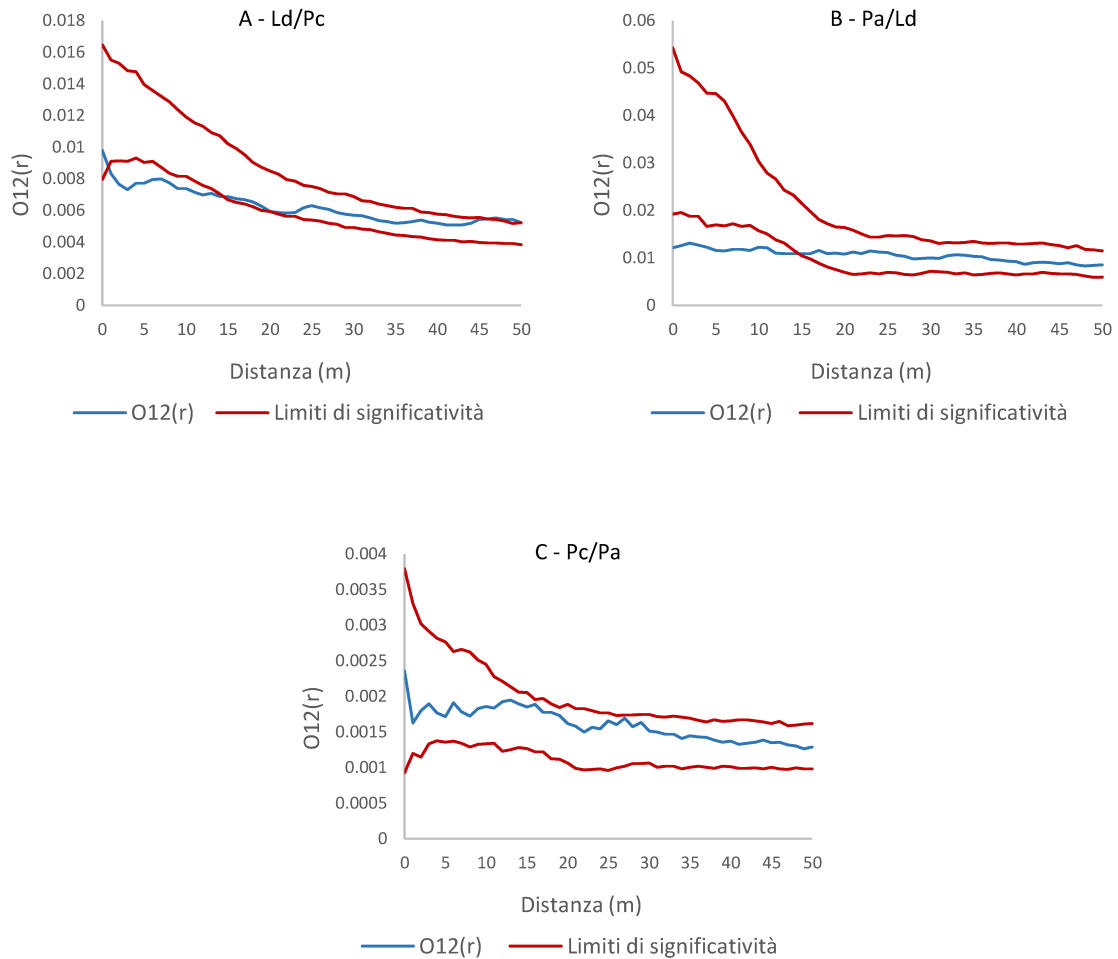 A - Ld/Pc
0.018
0.016
0.014
0.012
0.01
0.008
0.006
0.004
0.002
0
O12(r)
0 5 10 15 20 25 30 35 40 45 50
Distanza (m)
O12(r) Limiti di significatività
B - Pa/Ld
0.06
0.05
0.04
0.03
0.02
0.01
0
O12(r)
0 5 10 15 20 25 30 35 40 45 50
Distanza (m)
O12(r) Limiti di significatività
C - Pc/Pa
0.004
0.0035
0.003
0.0025
0.002
0.0015
0.001
0.0005
0
O12(r)
0 5 10 15 20 25 30 35 40 45 50
Distanza (m)
O12(r) Limiti di significatività